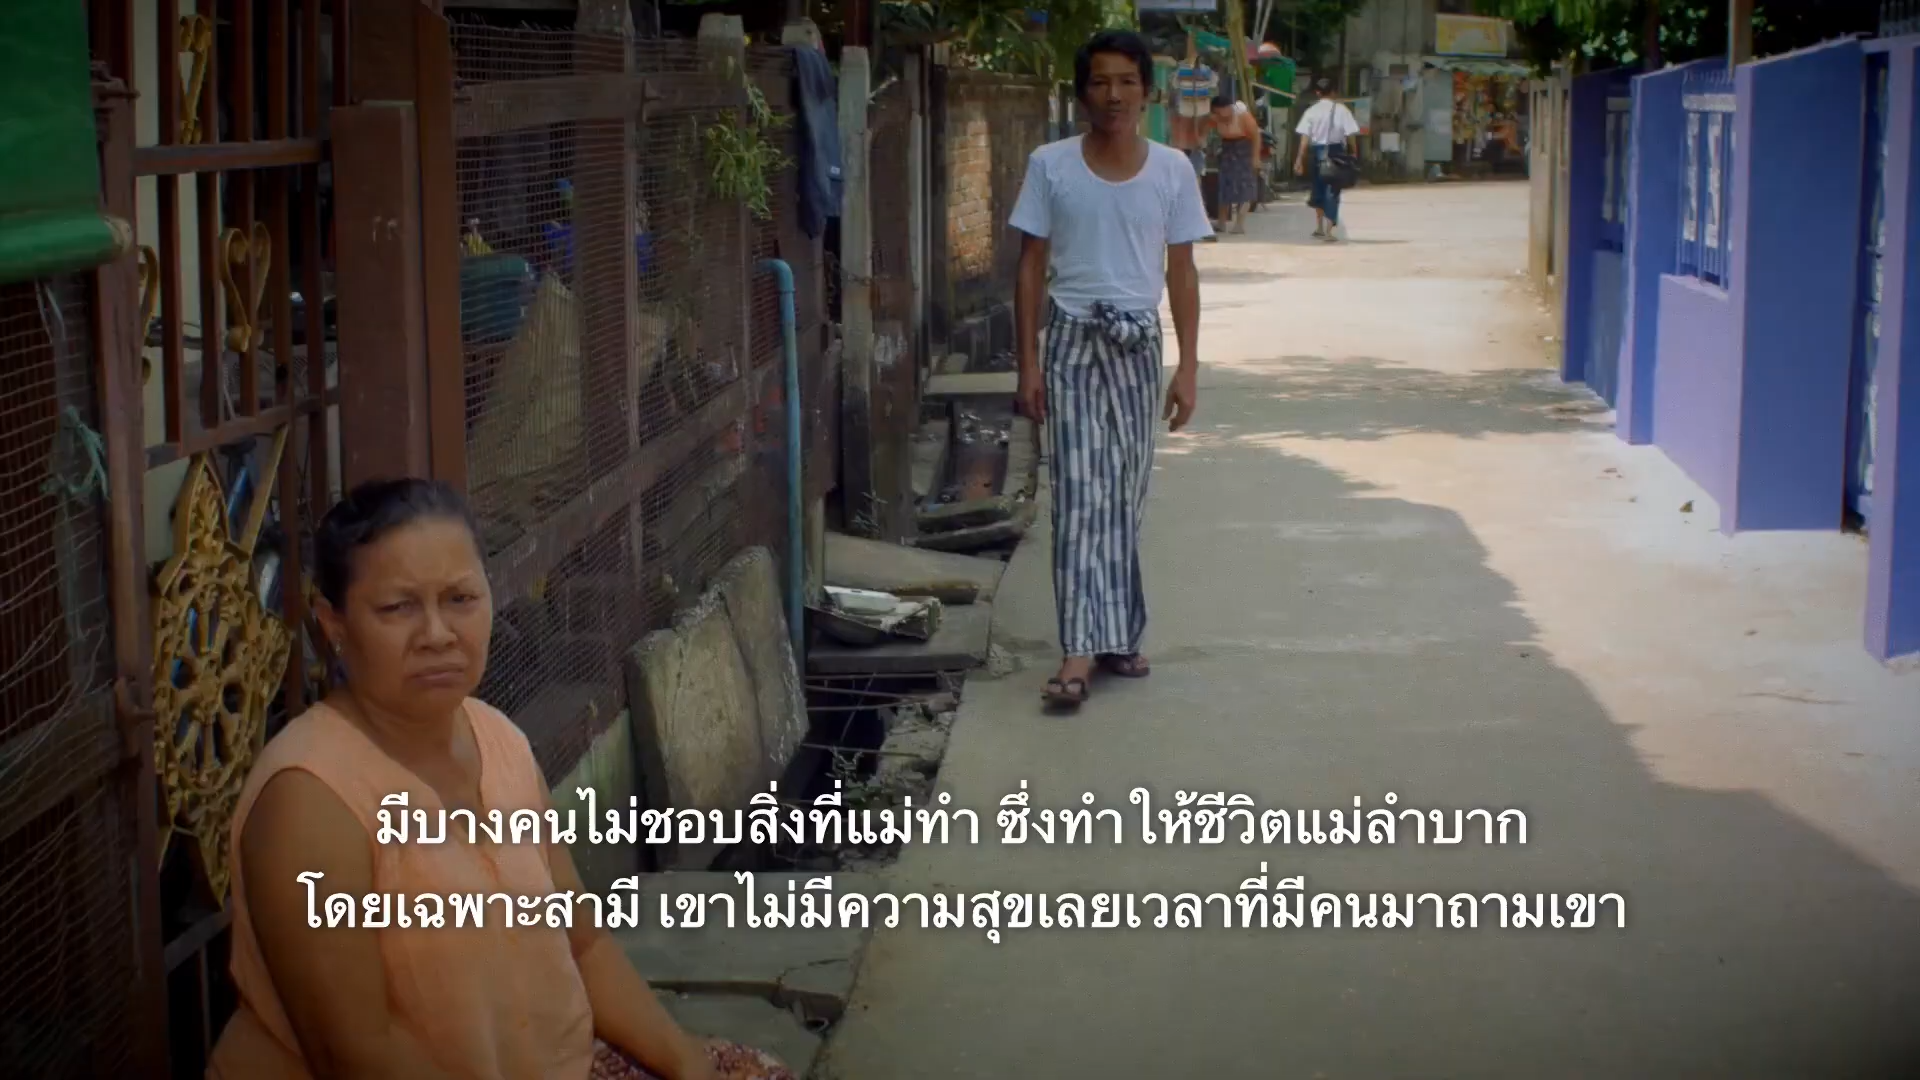 มีบางคนไม่ชอบสิ่งที่แม่ทำ ซึ่งทำให้ชีวิตแม่ลำบาก
โดยเฉพาะสามี เขาไม่มีความสุขเลยเวลาที่มีคนมาถามเขา